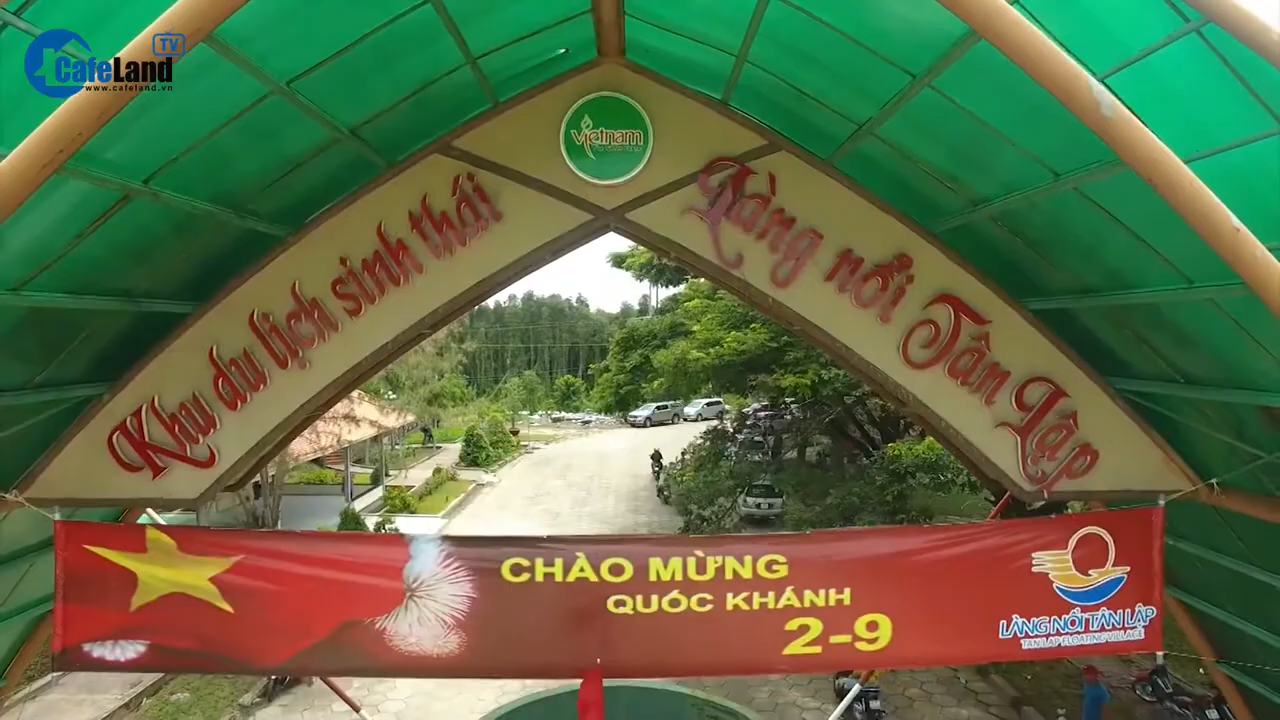 CafeLand TV
www.cafeland.vn
Vietnam
Khu du lịch sinh thái
Làng nổi Tân Lập
CHÀO MỪNG
QUÓC KHÁNH
2-9
LÀNG NỔI TÂN LẬP
TAN LAP FLOATING VILLAGE